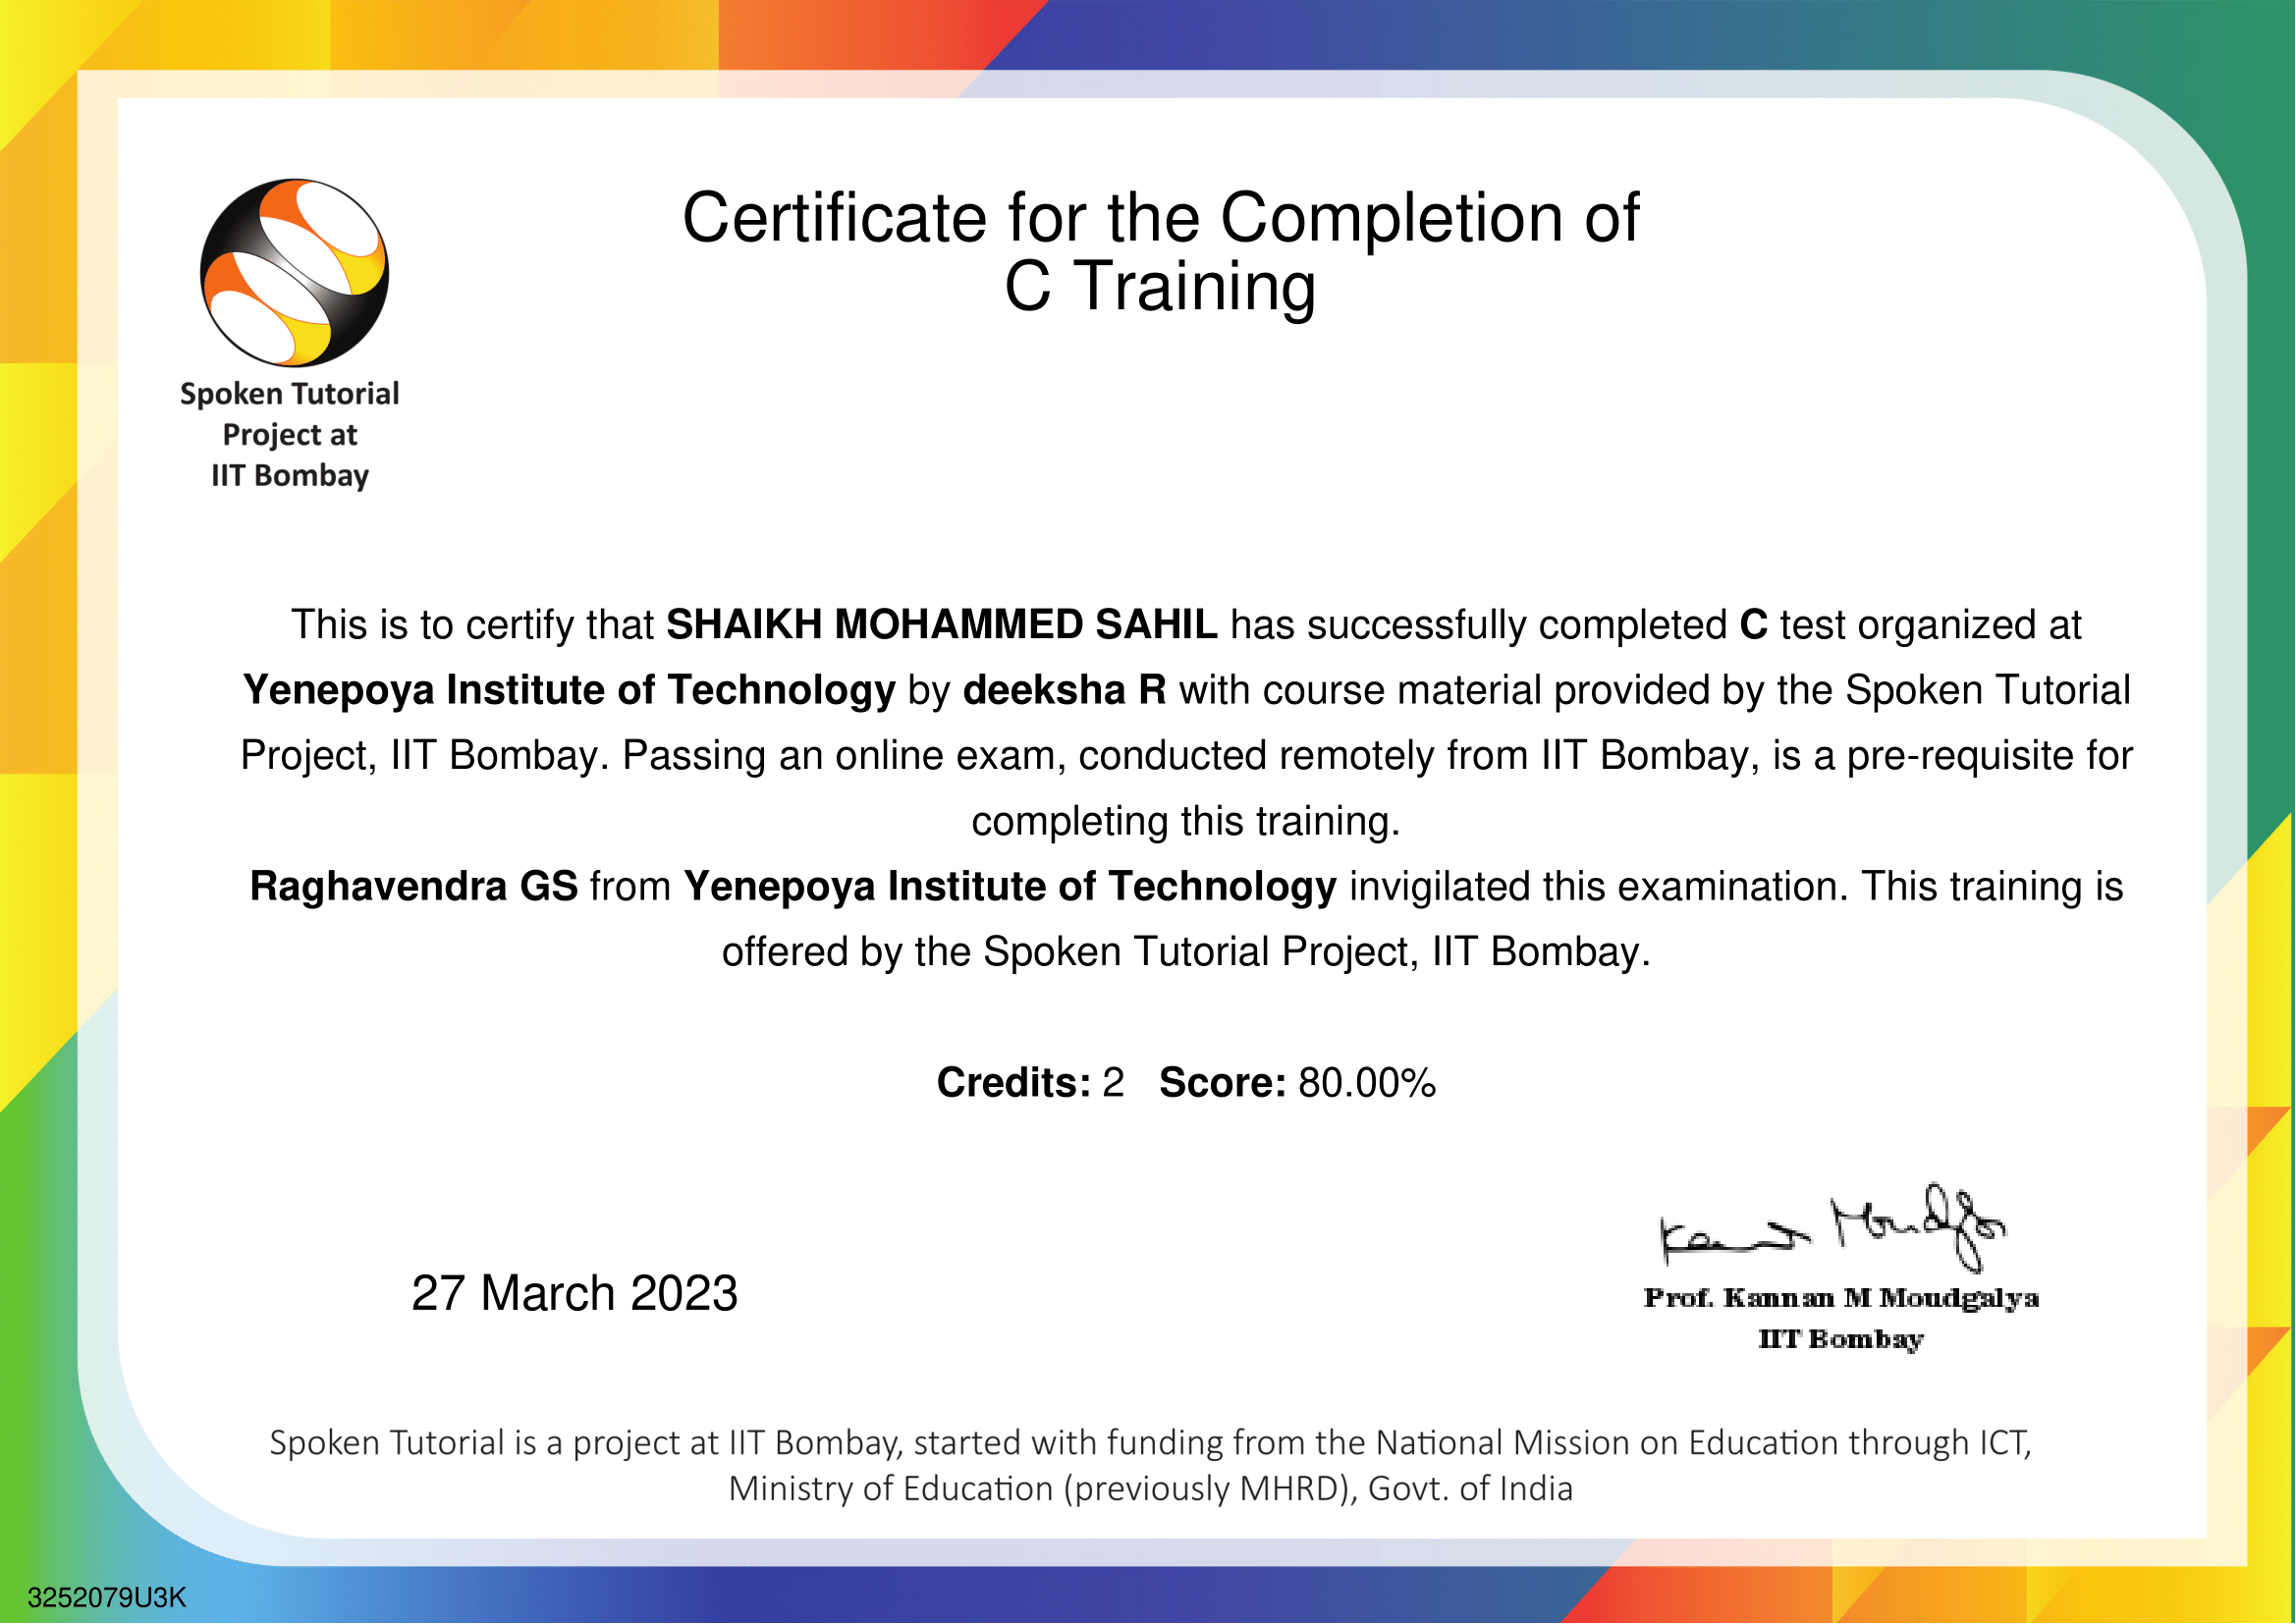 Certificate for the Completion of
C Training
Spoken Tutorial
Project at
IIT Bombay
This is to certify that SHAIKH MOHAMMED SAHIL has successfully completed C test organized at
Yenepoya Institute of Technology by deeksha R with course material provided by the Spoken Tutorial
Project, IIT Bombay. Passing an online exam, conducted remotely from IIT Bombay, is a pre-requisite for
completing this training.
Raghavendra GS from Yenepoya Institute of Technology invigilated this examination. This training is
offered by the Spoken Tutorial Project, IIT Bombay.
Credits: 2 Score: 80.00%
27 March 2023
Kannan Moudgalya
Prof. Kannan M Moudgalya
IIT Bombay
Spoken Tutorial is a project at IIT Bombay, started with funding from the National Mission on Education through ICT,
Ministry of Education (previously MHRD), Govt. of India
3252079U3K